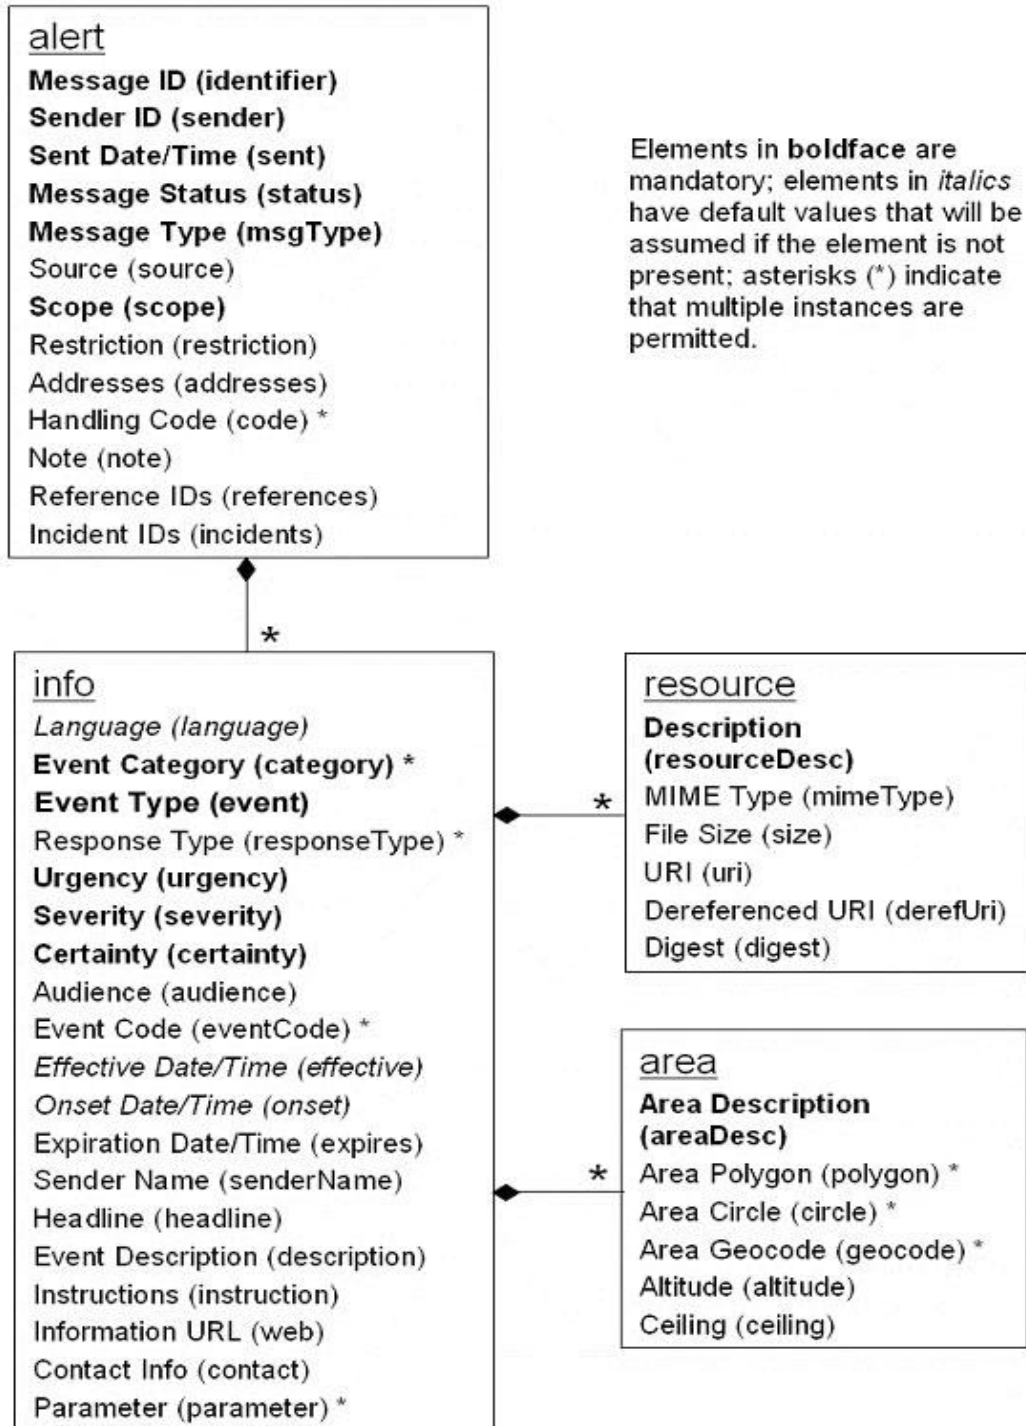 alert
Message ID (identifier)
Sender ID (sender)
Sent Date/Time (sent)
Message Status (status)
Message Type (msgType)
Source (source)
Scope (scope)
Restriction (restriction)
Addresses (addresses)
Handling Code (code) *
Note (note)
Reference IDs (references)
Incident IDs (incidents)
Elements in boldface are
mandatory; elements in italics
have default values that will be
assumed if the element is not
present; asterisks (*) indicate
that multiple instances are
permitted.
*
info
Language (language)
Event Category (category) *
Event Type (event)
Response Type (responseType) *
Urgency (urgency)
Severity (severity)
Certainty (certainty)
Audience (audience)
Event Code (eventCode) *
Effective Date/Time (effective)
Onset Date/Time (onset)
Expiration Date/Time (expires)
Sender Name (senderName)
Headline (headline)
Event Description (description)
Instructions (instruction)
Information URL (web)
Contact Info (contact)
Parameter (parameter) *
*
resource
Description
(resourceDesc)
MIME Type (mimeType)
File Size (size)
URI (uri)
Dereferenced URI (derefUri)
Digest (digest)
*
area
Area Description
(areaDesc)
Area Polygon (polygon) *
Area Circle (circle) *
Area Geocode (geocode) *
Altitude (altitude)
Ceiling (ceiling)